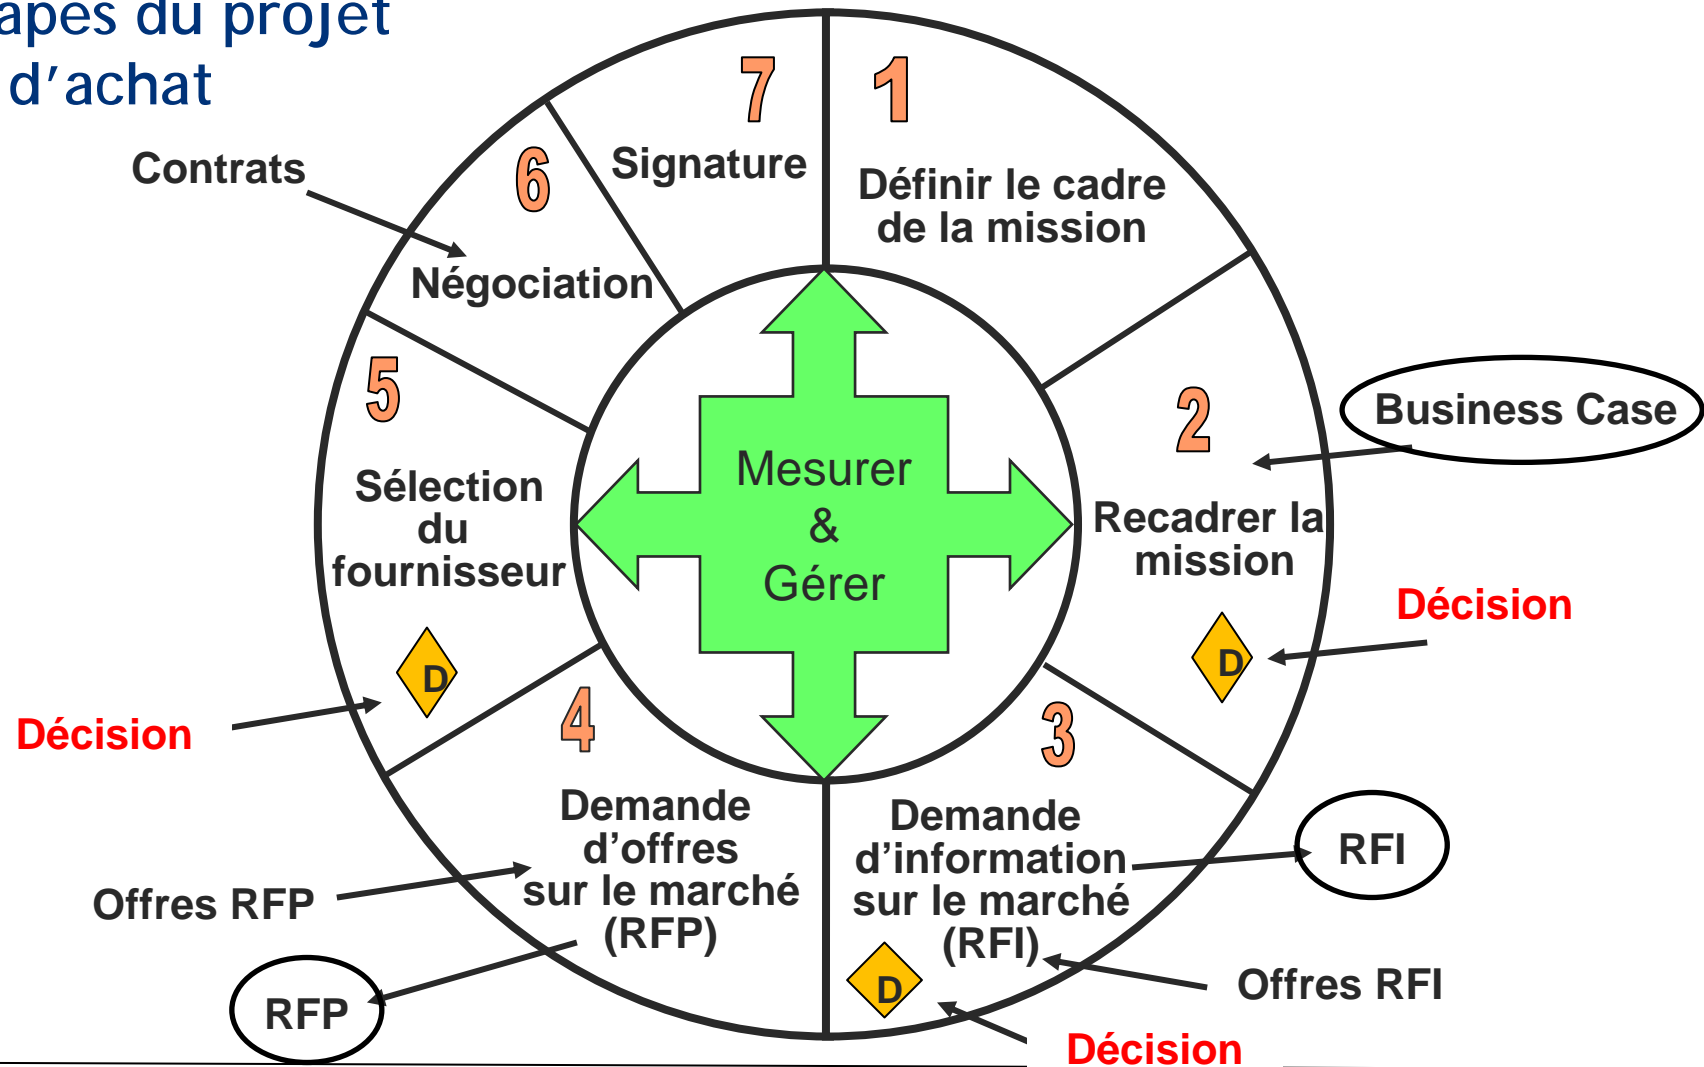 apes du projet
d'achat
7
1
Contrats
6
Signature
Définir le cadre
de la mission
Négociation
5
2
Business Case
Mesurer
&
Gérer
Sélection
du
fournisseur
Recadrer la
mission
Décision
D
D
Décision
4
3
Demande
d'offres
sur le marché
(RFP)
Demande
d'information
sur le marché
(RFI)
RFI
Offres RFP
D
Offres RFI
RFP
Décision